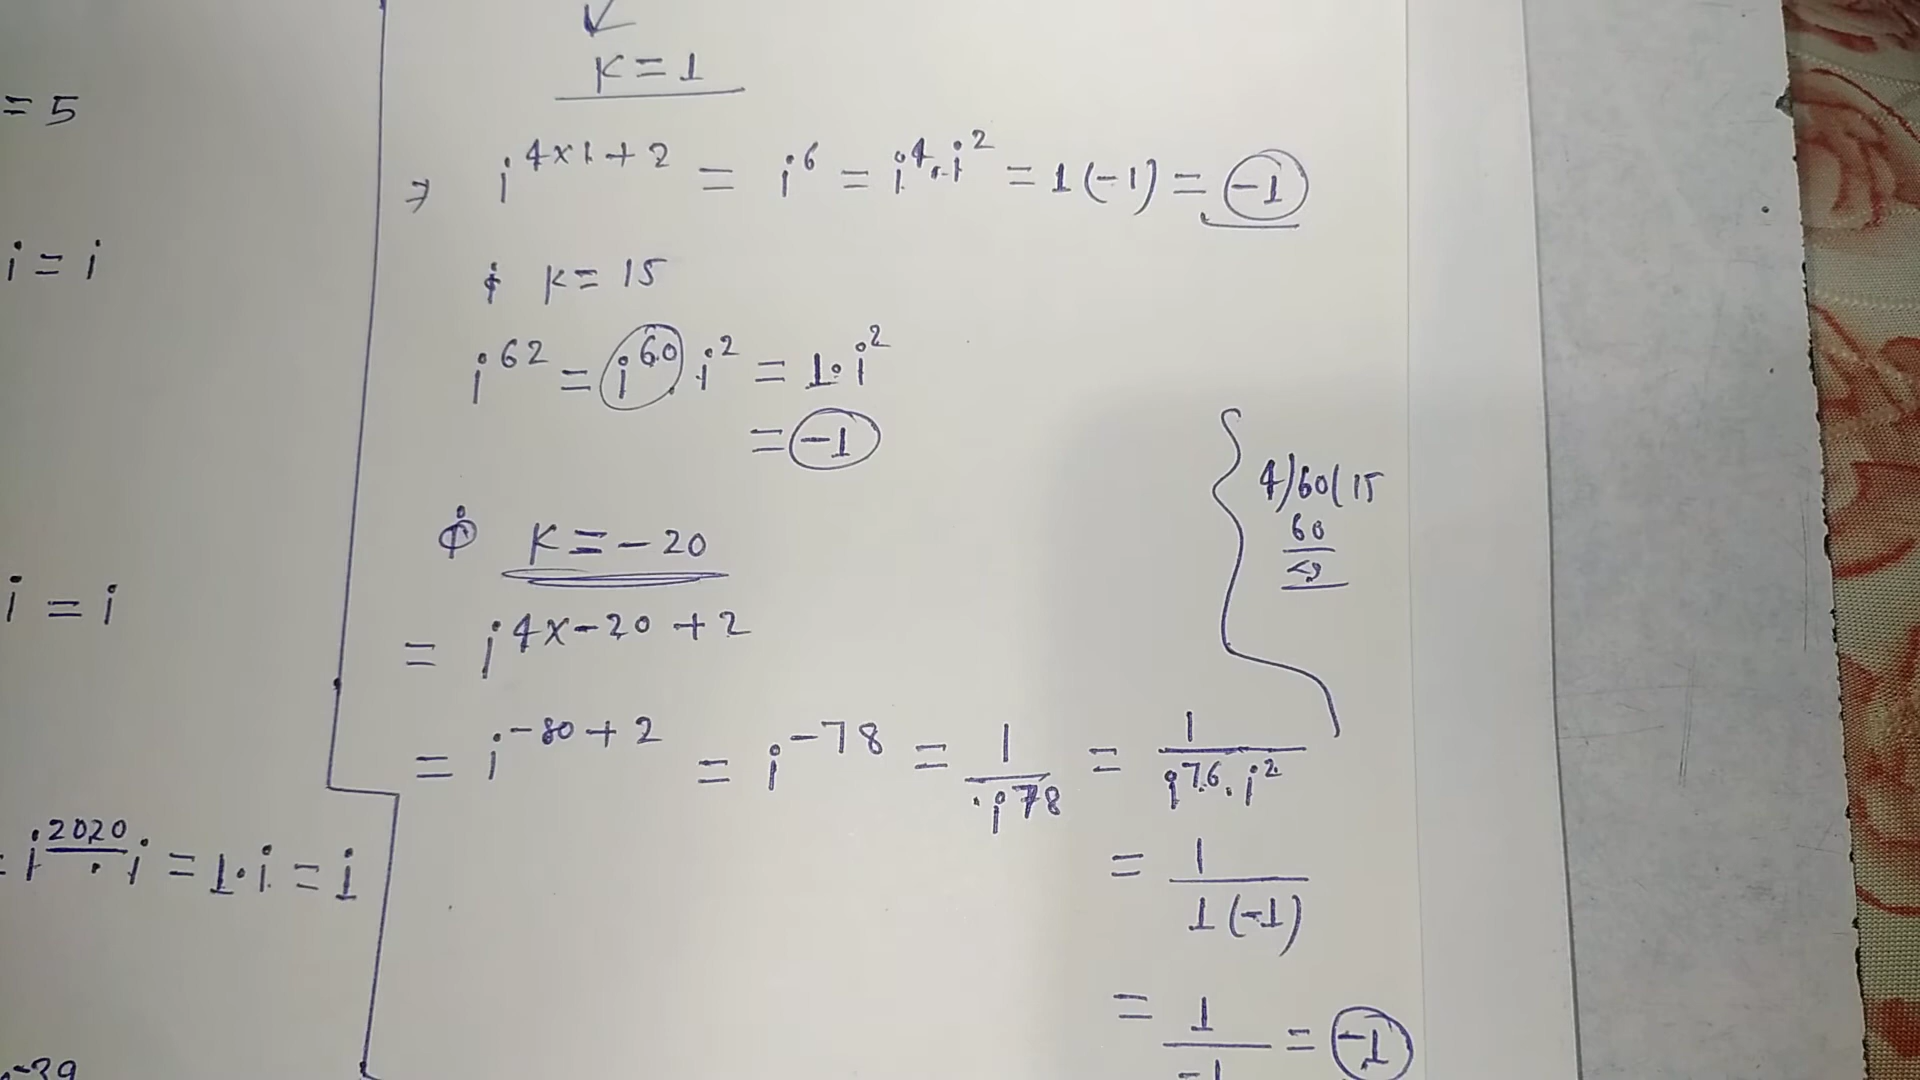 = 5
i = i
i = i
= i^2020 . i = 1 · i = i
-39
K = 1
⇒ i^(4×1+2) = i^6 = i^4 . i^2 = 1 (-1) = -1
K = 15
i^62 = i^60 . i^2 = 1 · i^2
= -1
K = -20
= i^(4×-20+2)
= i^(-80+2) = i^(-78) = 1/i^78 = 1/(i^76 . i^2)
= 1/(1(-1))
= 1/-1 = -1
4)60(15
60